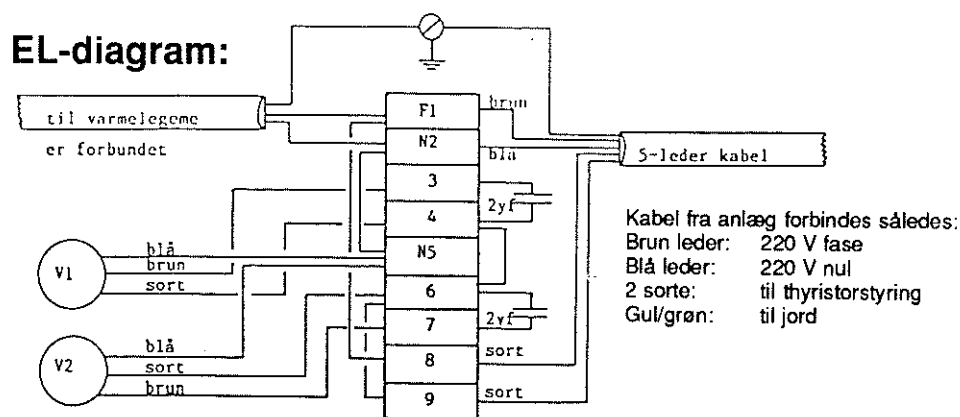 EL-diagram:
til varmelegeme
er forbundet
F1
N2
3
4
N5
6
7
8
9
brun
blå
2yf
2yf
sort
sort
5-leder kabel
V1
blå
brun
sort
V2
blå
sort
brun
Kabel fra anlæg forbindes således:
Brun leder: 220 V fase
Blå leder: 220 V nul
2 sorte: til thyristorstyring
Gul/grøn: til jord